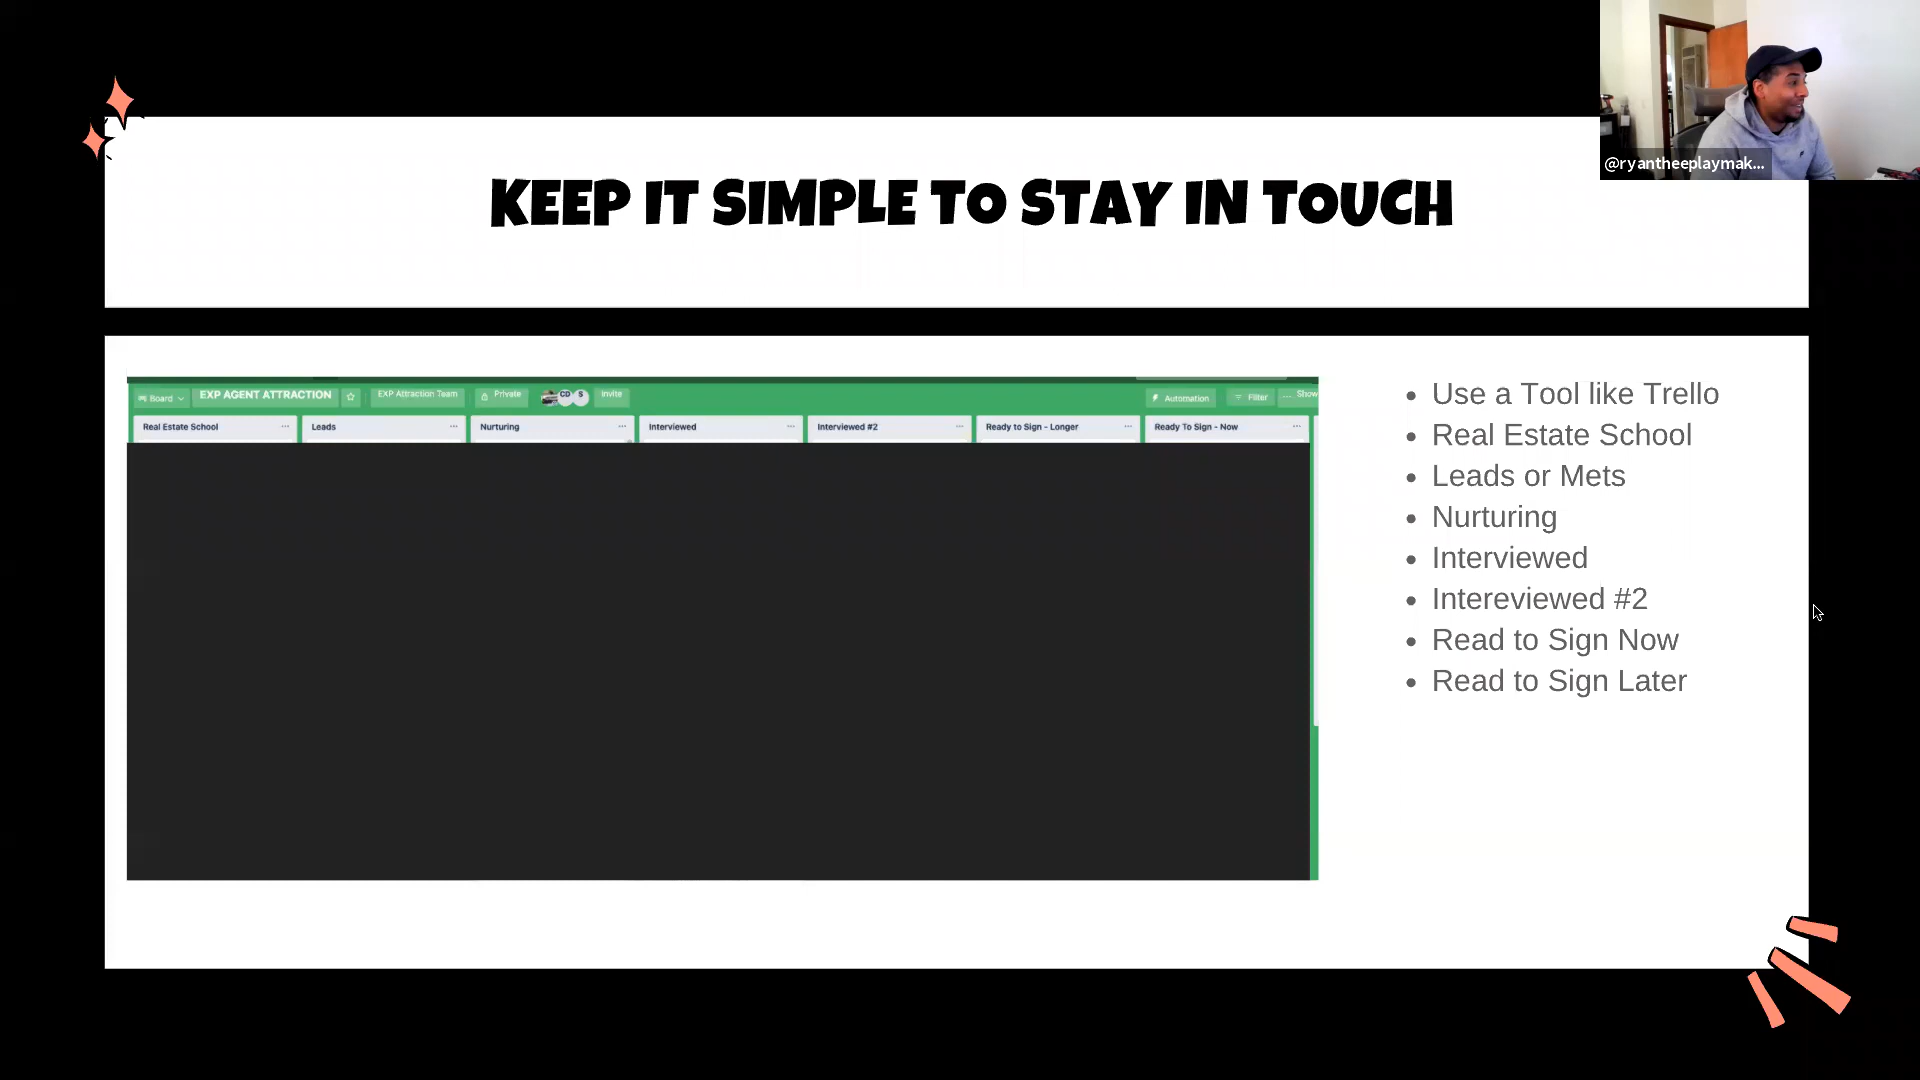 @ryantheeplaymak...
KEEP IT SIMPLE TO STAY IN TOUCH
Board
EXP AGENT ATTRACTION
EXP Attraction Team
Private
CD
S
Invite
Automation
Filter
... Show
Real Estate School
Leads
Nurturing
Interviewed
Interviewed #2
Ready to Sign - Longer
Ready To Sign - Now
• Use a Tool like Trello
• Real Estate School
• Leads or Mets
• Nurturing
• Interviewed
• Intereviewed #2
• Read to Sign Now
• Read to Sign Later